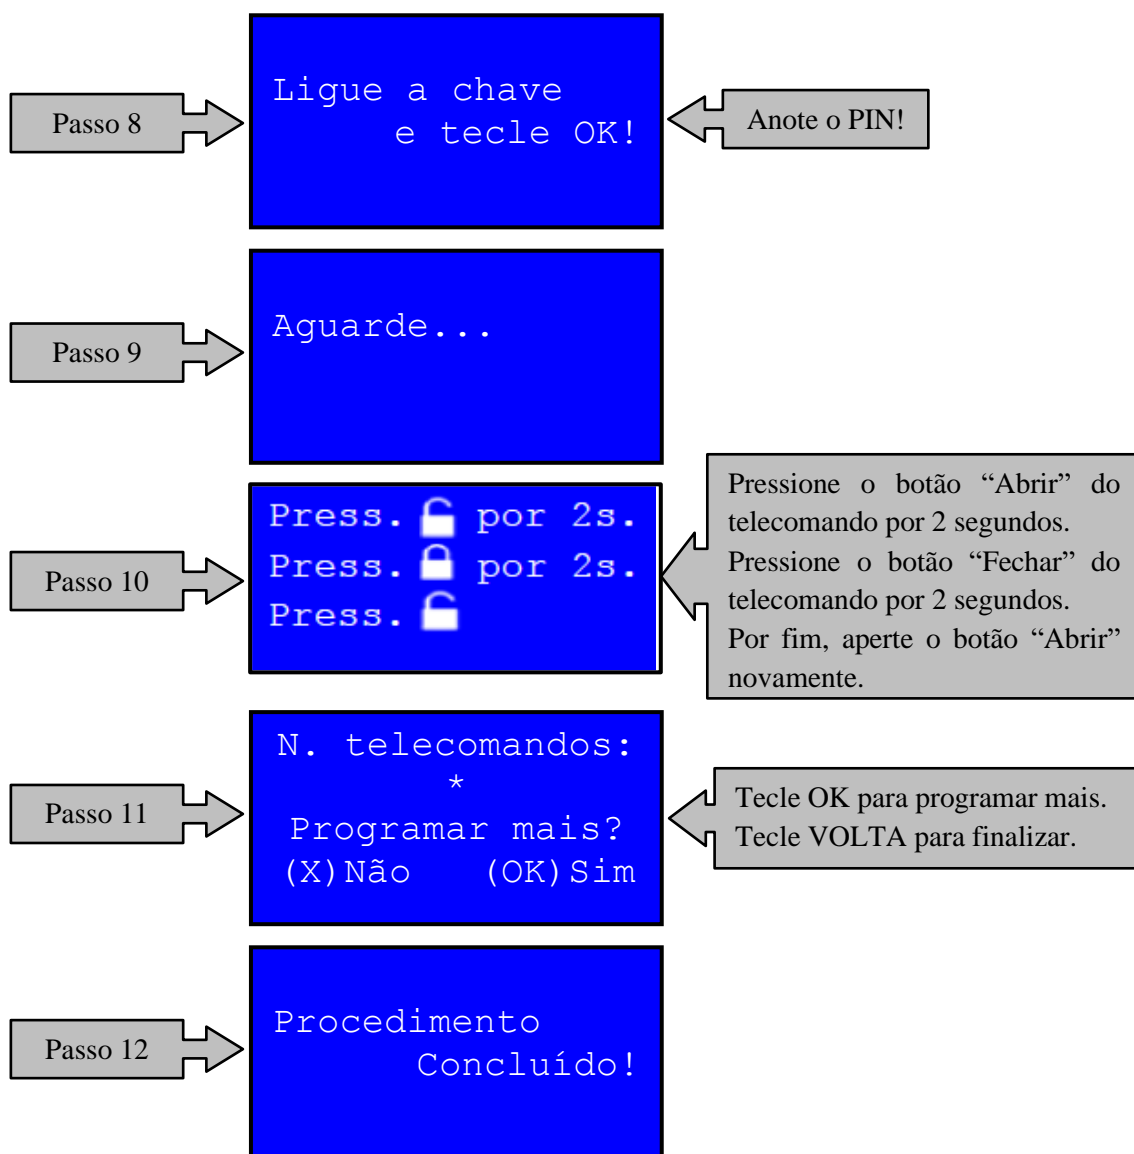 Passo 8
Ligue a chave
e tecle OK!
Anote o PIN!
Passo 9
Aguarde...
Passo 10
Press. por 2s.
Press. por 2s.
Press.
Pressione o botão “Abrir” do
telecomando por 2 segundos.
Pressione o botão “Fechar” do
telecomando por 2 segundos.
Por fim, aperte o botão “Abrir”
novamente.
Passo 11
N. telecomandos:
*
Programar mais?
(X)Não (OK)Sim
Tecle OK para programar mais.
Tecle VOLTA para finalizar.
Passo 12
Procedimento
Concluído!